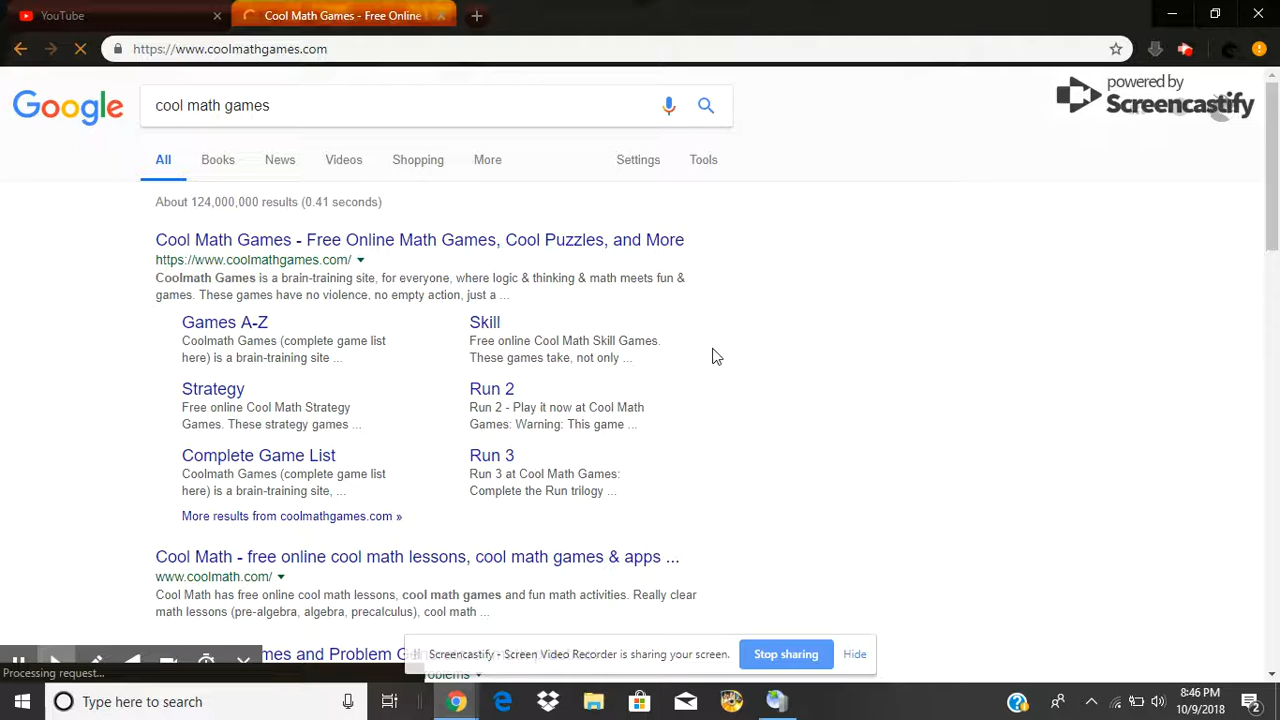 YouTube
Cool Math Games - Free Online
https://www.coolmathgames.com
powered by
Screencastify
Google
cool math games
All Books News Videos Shopping More Settings Tools
About 124,000,000 results (0.41 seconds)
Cool Math Games - Free Online Math Games, Cool Puzzles, and More
https://www.coolmathgames.com/
Coolmath Games is a brain-training site, for everyone, where logic & thinking & math meets fun &
games. These games have no violence, no empty action, just a ...
Games A-Z
Coolmath Games (complete game list
here) is a brain-training site ...
Skill
Free online Cool Math Skill Games.
These games take, not only ...
Strategy
Free online Cool Math Strategy
Games. These strategy games ...
Run 2
Run 2 - Play it now at Cool Math
Games: Warning: This game ...
Complete Game List
Coolmath Games (complete game list
here) is a brain-training site, ...
Run 3
Run 3 at Cool Math Games:
Complete the Run trilogy ...
More results from coolmathgames.com »
Cool Math - free online cool math lessons, cool math games & apps ...
www.coolmath.com/
Cool Math has free online cool math lessons, cool math games and fun math activities. Really clear
math lessons (pre-algebra, algebra, precalculus), cool math ...
mes and Problem
Screencastify - Screen Video Recorder is sharing your screen.
Stop sharing
Hide
Processing request...
Type here to search
8:46 PM
10/9/2018
2